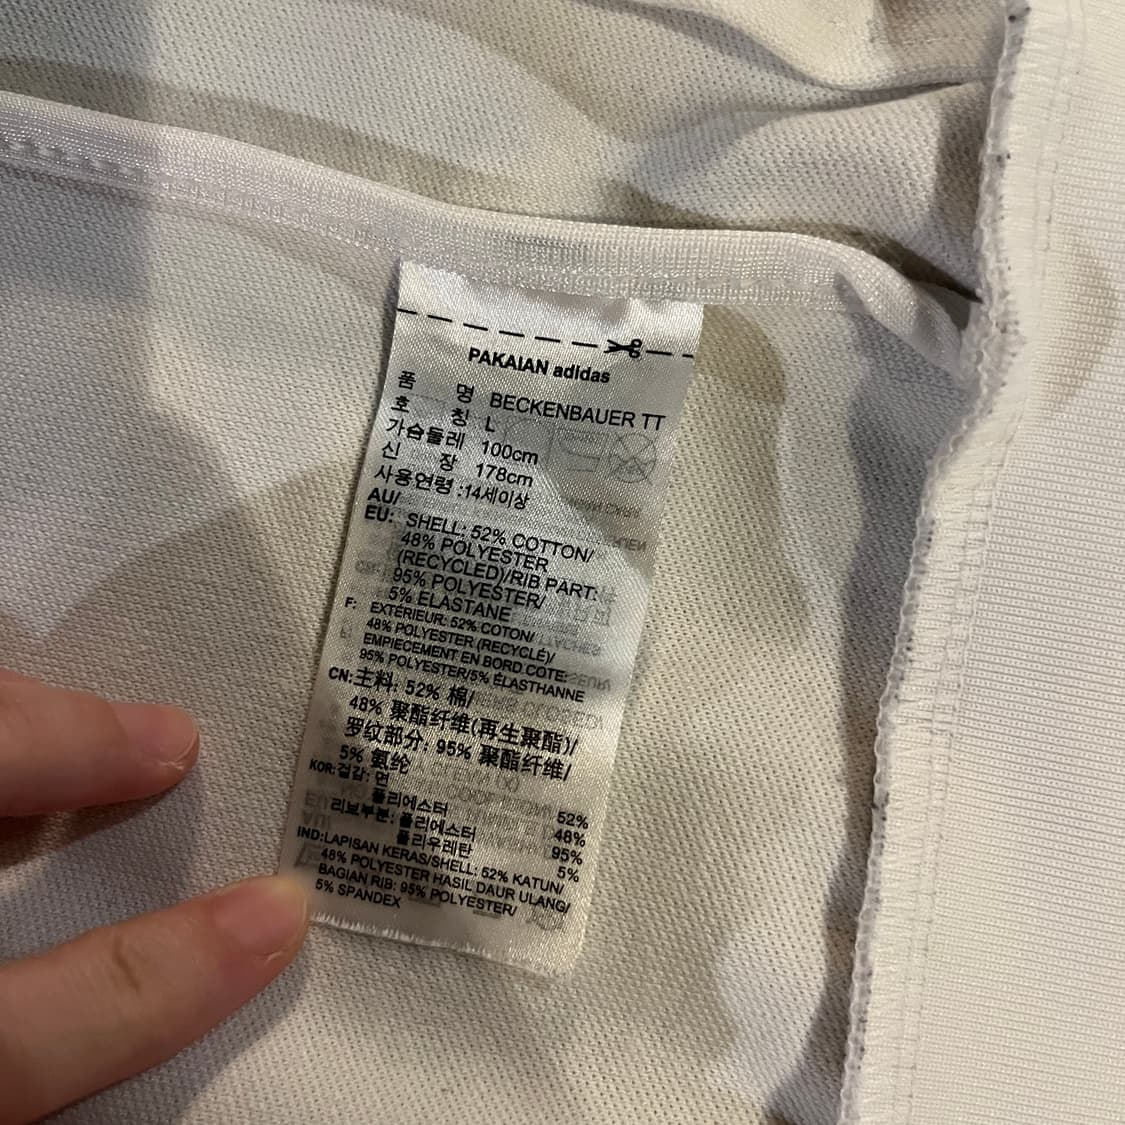 PAKAIAN adidas
품 명 BECKENBAUER TT
호 칭 L
가슴둘레 100cm
신 장 178cm
사용연령 :14세이상
AU/
EU: SHELL: 52% COTTON/
48% POLYESTER
(RECYCLED)/RIB PART:
95% POLYESTER/
5% ELASTANE
F: EXTÉRIEUR: 52% COTON/
48% POLYESTER (RECYCLÉ)/
EMPIECEMENT EN BORD COTE:
95% POLYESTER/5% ÉLASTHANNE
CN:主料: 52% 棉/
48% 聚酯纤维(再生聚酯)/
罗纹部分: 95% 聚酯纤维/
5% 氨纶
KOR:겉감: 면 52%
폴리에스터 48%
리브부분: 폴리에스터 95%
폴리우레탄 5%
IND:LAPISAN KERAS/SHELL: 52% KATUN/
48% POLYESTER HASIL DAUR ULANG/
BAGIAN RIB: 95% POLYESTER/
5% SPANDEX